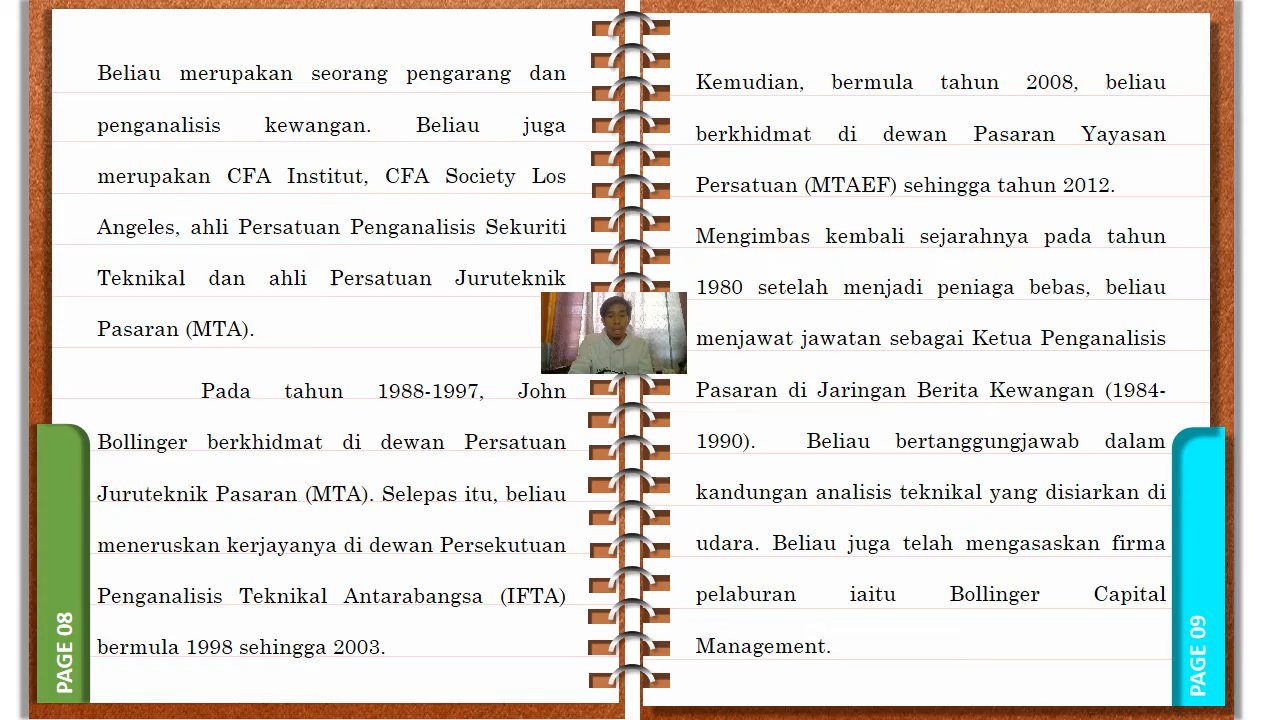 Beliau merupakan seorang pengarang dan
penganalisis kewangan. Beliau juga
merupakan CFA Institut, CFA Society Los
Angeles, ahli Persatuan Penganalisis Sekuriti
Teknikal dan ahli Persatuan Juruteknik
Pasaran (MTA).
Pada tahun 1988-1997, John
Bollinger berkhidmat di dewan Persatuan
Juruteknik Pasaran (MTA). Selepas itu, beliau
meneruskan kerjayanya di dewan Persekutuan
Penganalisis Teknikal Antarabangsa (IFTA)
bermula 1998 sehingga 2003.
PAGE 08
Kemudian, bermula tahun 2008, beliau
berkhidmat di dewan Pasaran Yayasan
Persatuan (MTAEF) sehingga tahun 2012.
Mengimbas kembali sejarahnya pada tahun
1980 setelah menjadi peniaga bebas, beliau
menjawat jawatan sebagai Ketua Penganalisis
Pasaran di Jaringan Berita Kewangan (1984-
1990). Beliau bertanggungjawab dalam
kandungan analisis teknikal yang disiarkan di
udara. Beliau juga telah mengasaskan firma
pelaburan iaitu Bollinger Capital
Management.
PAGE 09